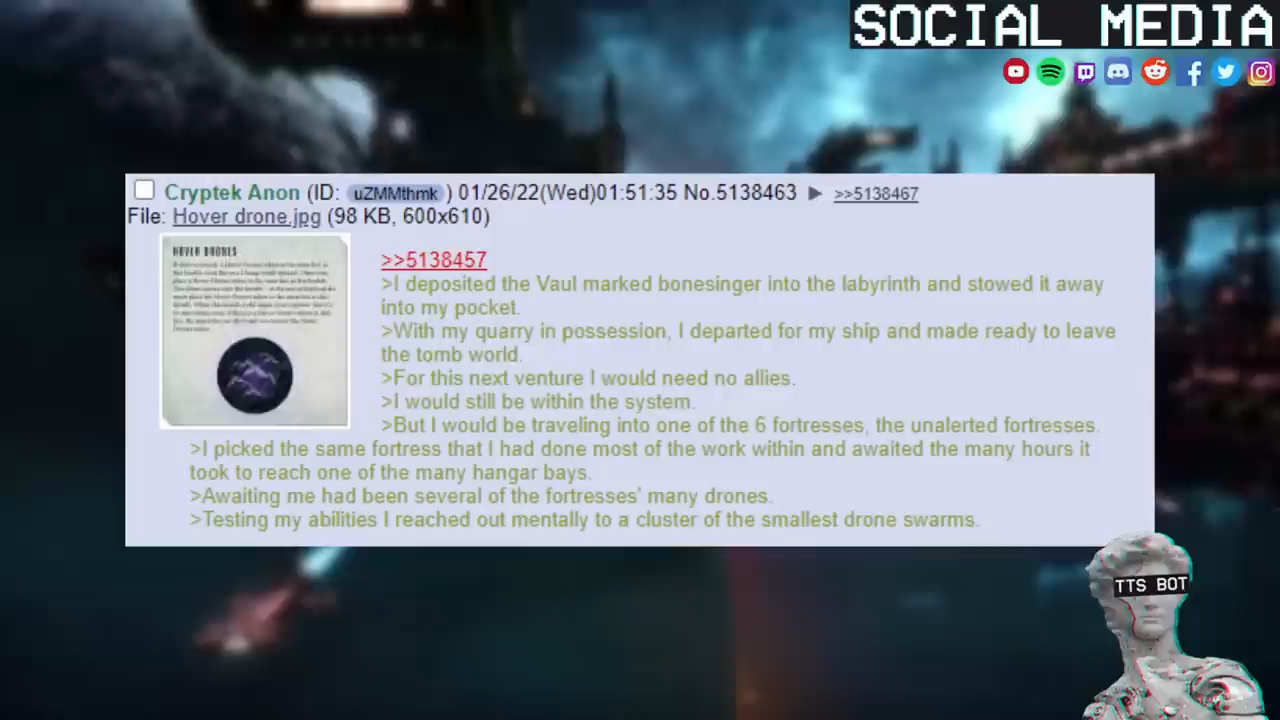 SOCIAL MEDIA
Cryptek Anon (ID: uZMMthmk ) 01/26/22(Wed)01:51:35 No.5138463 ▶ >>5138467
File: Hover drone.jpg (98 KB, 600x610)
HOVER DRONES
>>5138457
>I deposited the Vaul marked bonesinger into the labyrinth and stowed it away
into my pocket.
>With my quarry in possession, I departed for my ship and made ready to leave
the tomb world.
>For this next venture I would need no allies.
>I would still be within the system.
>But I would be traveling into one of the 6 fortresses, the unalerted fortresses.
>I picked the same fortress that I had done most of the work within and awaited the many hours it
took to reach one of the many hangar bays.
>Awaiting me had been several of the fortresses' many drones.
>Testing my abilities I reached out mentally to a cluster of the smallest drone swarms.
TTS BOT